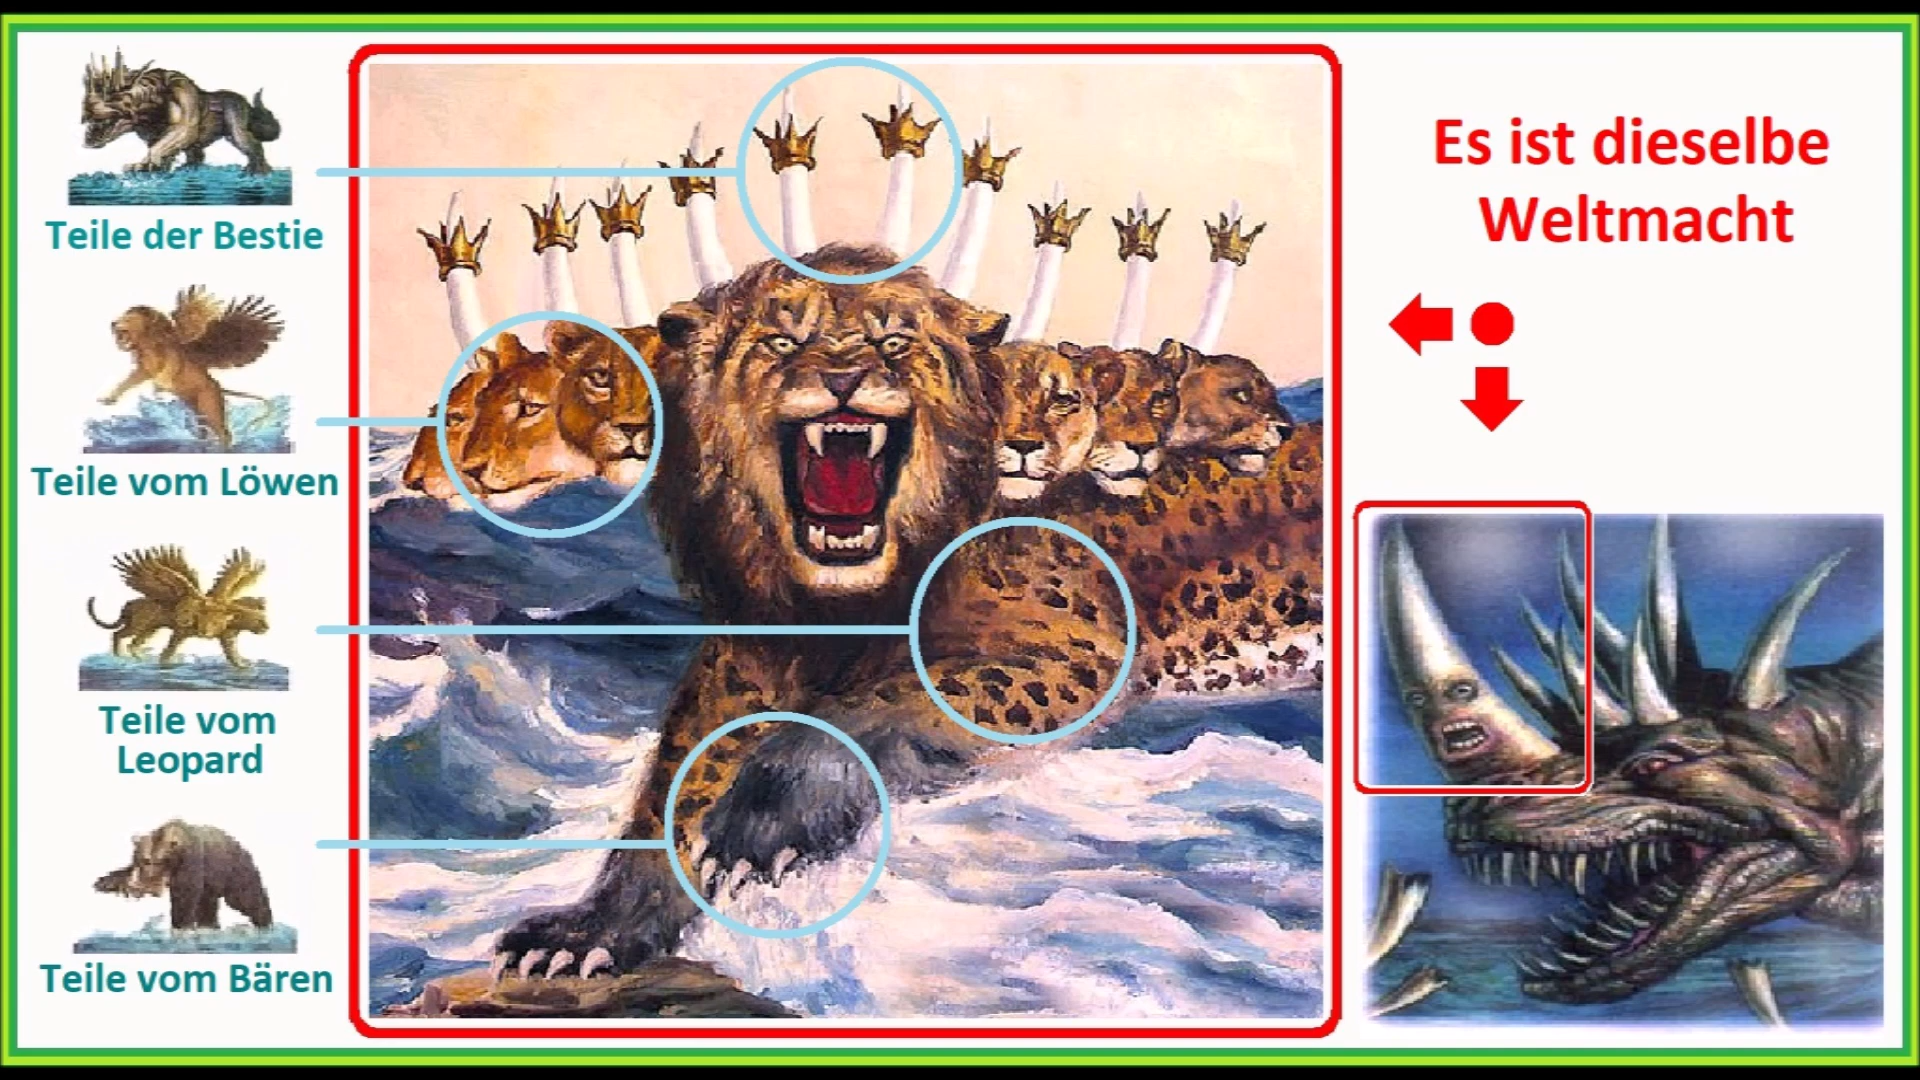 Teile der Bestie
Teile vom Löwen
Teile vom
Leopard
Teile vom Bären
Es ist dieselbe
Weltmacht